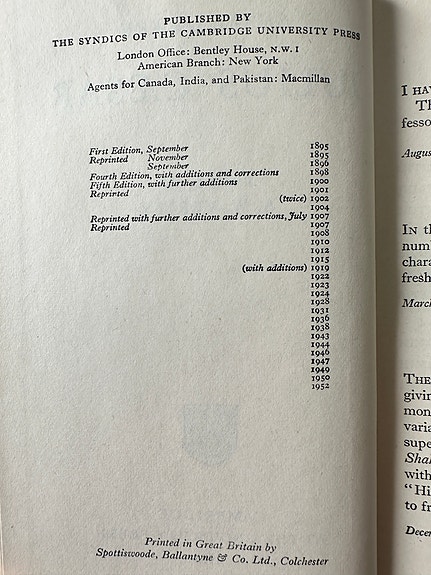 PUBLISHED BY
THE SYNDICS OF THE CAMBRIDGE UNIVERSITY PRESS
London Office: Bentley House, N.W. I
American Branch: New York
Agents for Canada, India, and Pakistan: Macmillan
First Edition, September 1895
Reprinted November 1895
September 1896
Fourth Edition, with additions and corrections 1898
Fifth Edition, with further additions 1900
Reprinted 1901
(twice) 1902
1904
Reprinted with further additions and corrections, July 1907
Reprinted 1907
1908
1910
1912
1915
(with additions) 1919
1922
1923
1924
1928
1931
1936
1938
1943
1944
1946
1947
1949
1950
1952
Printed in Great Britain by
Spottiswoode, Ballantyne & Co. Ltd., Colchester
I HA
Th
fesso
Augus
IN th
num
chara
fresh
March
THE
givin
mon
varia
supe
Shak
with
"Hi
to fr
Decem